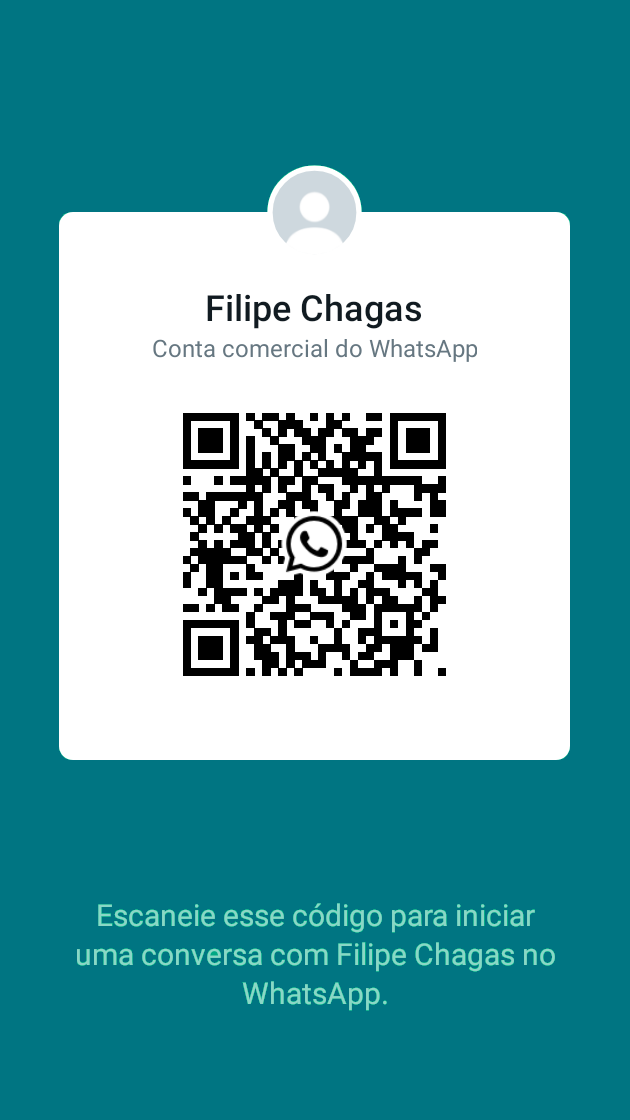 Filipe Chagas
Conta comercial do WhatsApp
Escaneie esse código para iniciar
uma conversa com Filipe Chagas no
WhatsApp.